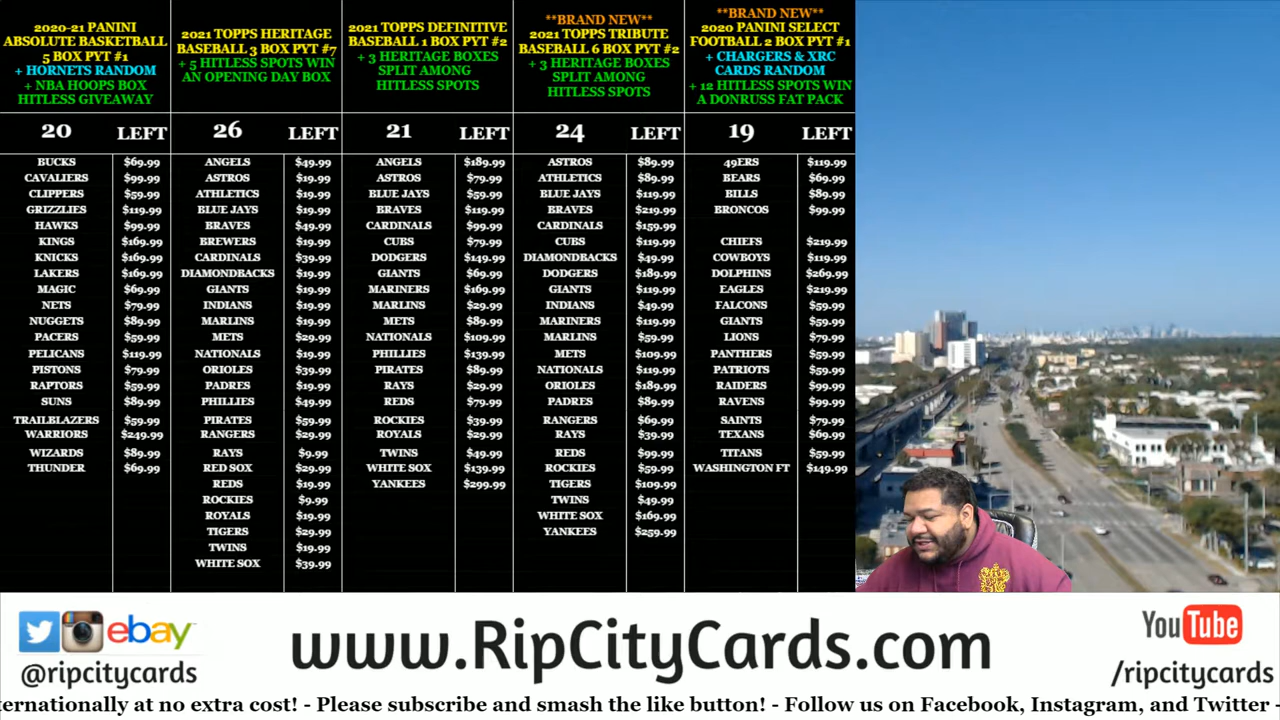 2020-21 PANINI
ABSOLUTE BASKETBALL
5 BOX PYT #1
+ HORNETS RANDOM
+ NBA HOOPS BOX
HITLESS GIVEAWAY
20 LEFT
BUCKS $69.99
CAVALIERS $99.99
CLIPPERS $59.99
GRIZZLIES $119.99
HAWKS $99.99
KINGS $169.99
KNICKS $169.99
LAKERS $169.99
MAGIC $69.99
NETS $79.99
NUGGETS $89.99
PACERS $59.99
PELICANS $119.99
PISTONS $79.99
RAPTORS $59.99
SUNS $89.99
TRAILBLAZERS $59.99
WARRIORS $249.99
WIZARDS $89.99
THUNDER $69.99
2021 TOPPS HERITAGE
BASEBALL 3 BOX PYT #7
+ 5 HITLESS SPOTS WIN
AN OPENING DAY BOX
26 LEFT
ANGELS $49.99
ASTROS $19.99
ATHLETICS $19.99
BLUE JAYS $19.99
BRAVES $49.99
BREWERS $19.99
CARDINALS $39.99
DIAMONDBACKS $19.99
GIANTS $19.99
INDIANS $19.99
MARLINS $19.99
METS $29.99
NATIONALS $19.99
ORIOLES $39.99
PADRES $19.99
PHILLIES $49.99
PIRATES $59.99
RANGERS $29.99
RAYS $9.99
RED SOX $29.99
REDS $19.99
ROCKIES $9.99
ROYALS $19.99
TIGERS $29.99
TWINS $19.99
WHITE SOX $39.99
2021 TOPPS DEFINITIVE
BASEBALL 1 BOX PYT #2
+ 3 HERITAGE BOXES
SPLIT AMONG
HITLESS SPOTS
21 LEFT
ANGELS $189.99
ASTROS $79.99
BLUE JAYS $59.99
BRAVES $119.99
CARDINALS $99.99
CUBS $79.99
DODGERS $149.99
GIANTS $69.99
MARINERS $169.99
MARLINS $29.99
METS $89.99
NATIONALS $109.99
PHILLIES $139.99
PIRATES $89.99
RAYS $29.99
REDS $79.99
ROCKIES $39.99
ROYALS $29.99
TWINS $49.99
WHITE SOX $139.99
YANKEES $299.99
**BRAND NEW**
2021 TOPPS TRIBUTE
BASEBALL 6 BOX PYT #2
+ 3 HERITAGE BOXES
SPLIT AMONG
HITLESS SPOTS
24 LEFT
ASTROS $89.99
ATHLETICS $89.99
BLUE JAYS $119.99
BRAVES $219.99
CARDINALS $159.99
CUBS $119.99
DIAMONDBACKS $49.99
DODGERS $189.99
GIANTS $119.99
INDIANS $49.99
MARINERS $119.99
MARLINS $59.99
METS $109.99
NATIONALS $119.99
ORIOLES $189.99
PADRES $89.99
RANGERS $69.99
RAYS $39.99
REDS $99.99
ROCKIES $59.99
TIGERS $109.99
TWINS $49.99
WHITE SOX $169.99
YANKEES $259.99
**BRAND NEW**
2020 PANINI SELECT
FOOTBALL 2 BOX PYT #1
+ CHARGERS & XRC
CARDS RANDOM
+ 12 HITLESS SPOTS WIN
A DONRUSS FAT PACK
19 LEFT
49ERS $119.99
BEARS $69.99
BILLS $89.99
BRONCOS $99.99
CHIEFS $219.99
COWBOYS $119.99
DOLPHINS $269.99
EAGLES $219.99
FALCONS $59.99
GIANTS $59.99
LIONS $79.99
PANTHERS $59.99
PATRIOTS $59.99
RAIDERS $99.99
RAVENS $99.99
SAINTS $79.99
TEXANS $69.99
TITANS $59.99
WASHINGTON FT $149.99
ebay
@ripcitycards
www.RipCityCards.com
YouTube
/ripcitycards
ternationally at no extra cost! - Please subscribe and smash the like button! - Follow us on Facebook, Instagram, and Twitter -